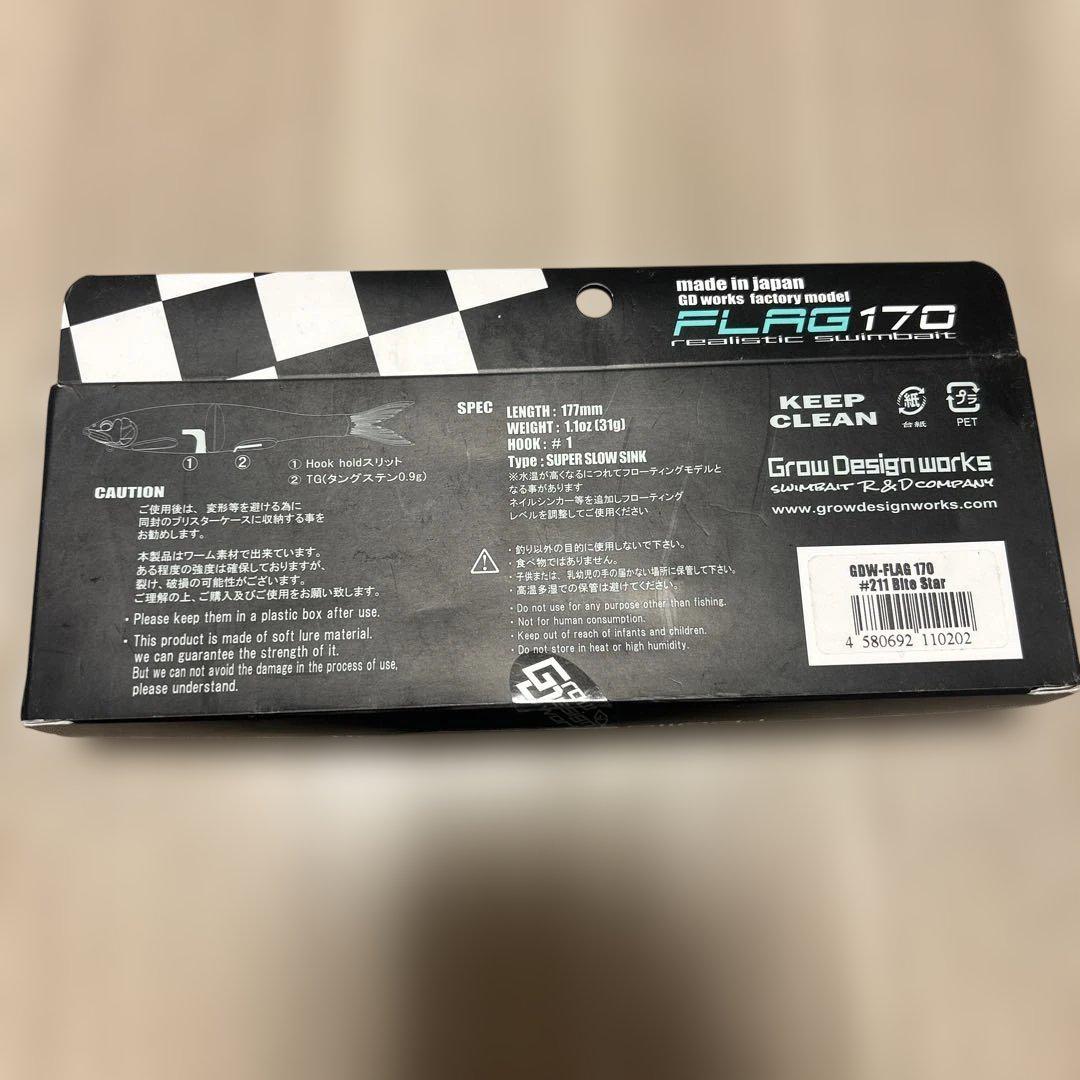 made in japan
GD works factory model
FLAG 170
realistic swimbait
SPEC
LENGTH : 177mm
WEIGHT : 1.1oz (31g)
HOOK : # 1
Type : SUPER SLOW SINK
※水温が高くなるにつれてフローティングモデルと
なる事があります
ネイルシンカー等を追加しフローティング
レベルを調整してご使用ください
① ②
① Hook holdスリット
② TG(タングステン0.9g)
CAUTION
ご使用後は、変形等を避ける為に
同封のブリスターケースに収納する事を
お勧めします。
本製品はワーム素材で出来ています。
ある程度の強度は確保しておりますが、
裂け、破損の可能性がございます。
ご理解の上、ご購入及びご使用をお願い致します。
・Please keep them in a plastic box after use.
・This product is made of soft lure material.
we can guarantee the strength of it.
But we can not avoid the damage in the process of use,
please understand.
・釣り以外の目的に使用しないで下さい。
・食べ物ではありません。
・子供または、乳幼児の手の届かない場所に保管して下さい。
・高温多湿での保管は避けてください。
・Do not use for any purpose other than fishing.
・Not for human consumption.
・Keep out of reach of infants and children.
・Do not store in heat or high humidity.
KEEP
CLEAN
紙
台紙
プラ
PET
Grow Design works
SWIMBAIT R&D COMPANY
www.growdesignworks.com
GDW-FLAG 170
#211 Bite Star
4 580692 110202